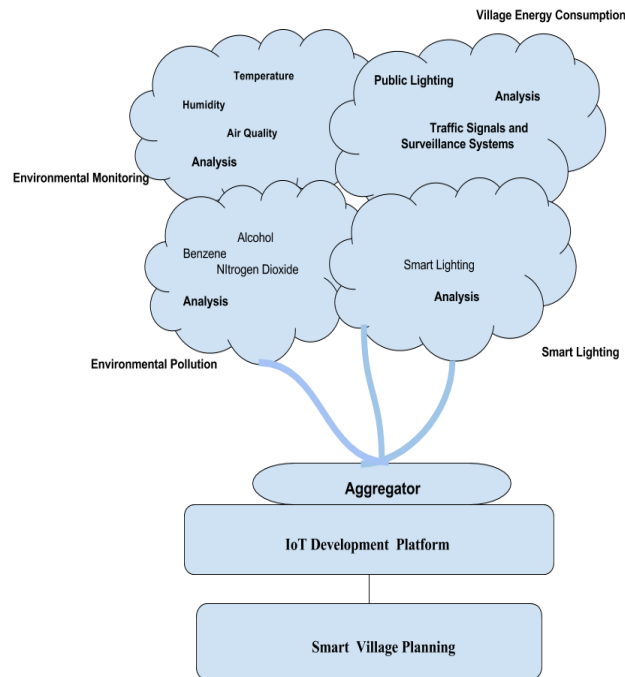 Village Energy Consumption
Temperature
Public Lighting
Analysis
Humidity
Air Quality
Traffic Signals and
Surveillance Systems
Analysis
Environmental Monitoring
Alcohol
Benzene
NItrogen Dioxide
Analysis
Smart Lighting
Analysis
Environmental Pollution
Smart Lighting
Aggregator
IoT Development Platform
Smart Village Planning